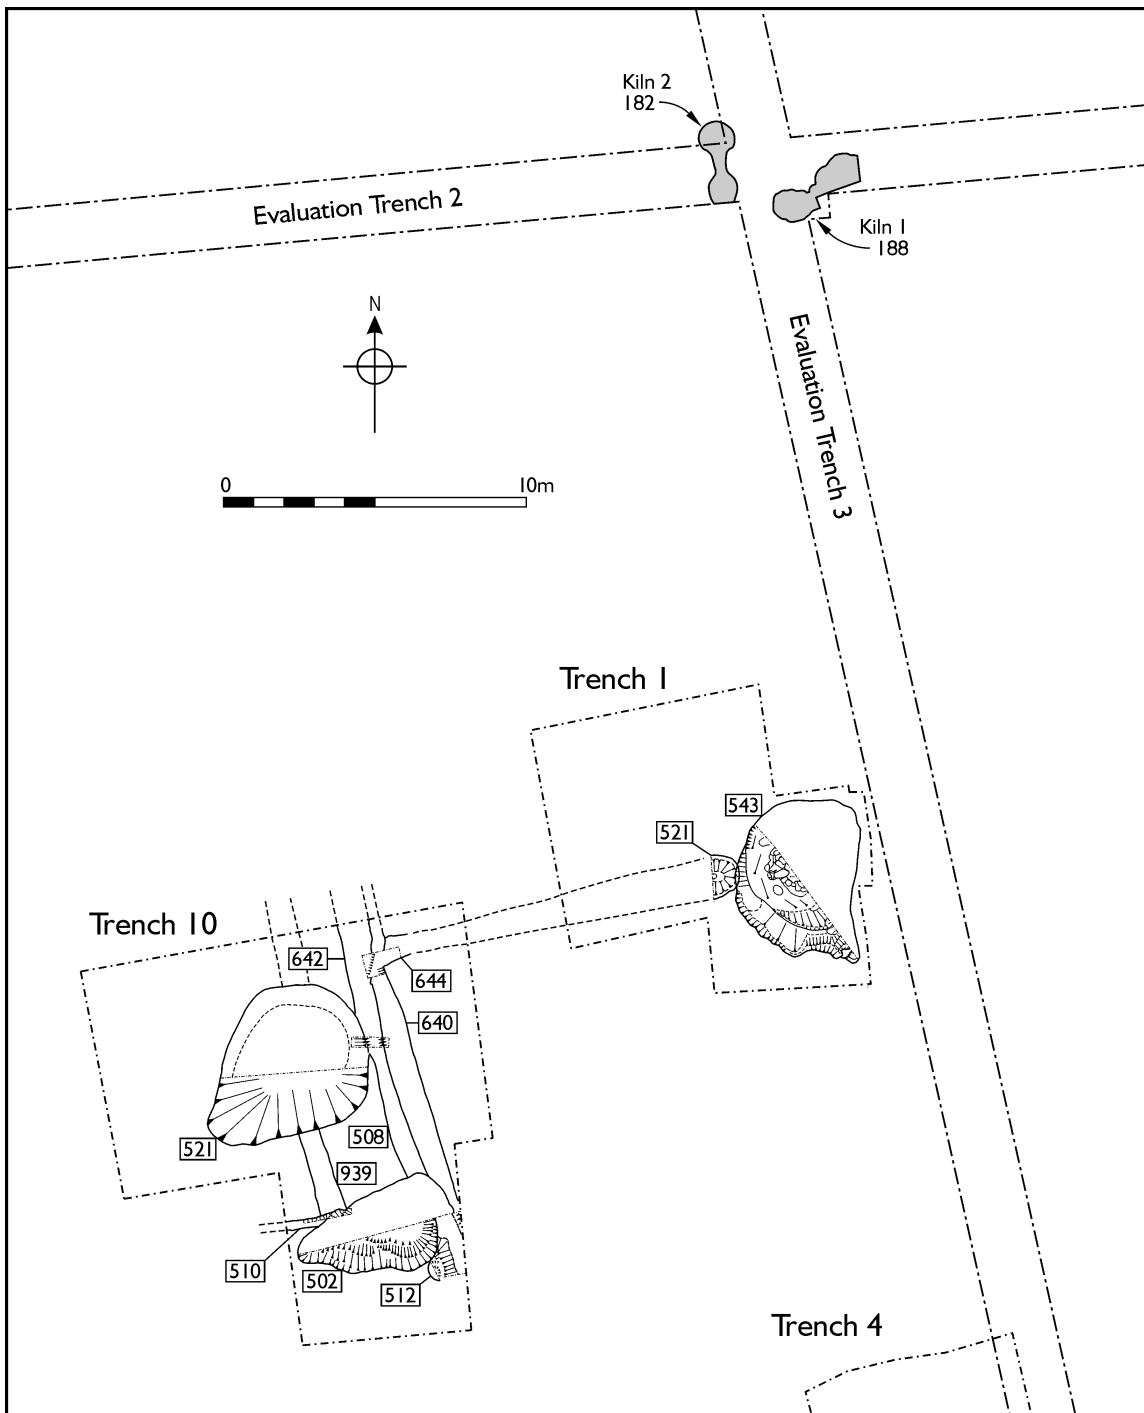 Kiln 2
182
Evaluation Trench 2
Kiln 1
188
N
Evaluation Trench 3
0 10m
Trench 1
543
521
Trench 10
642
644
640
521
508
939
510
502
512
Trench 4